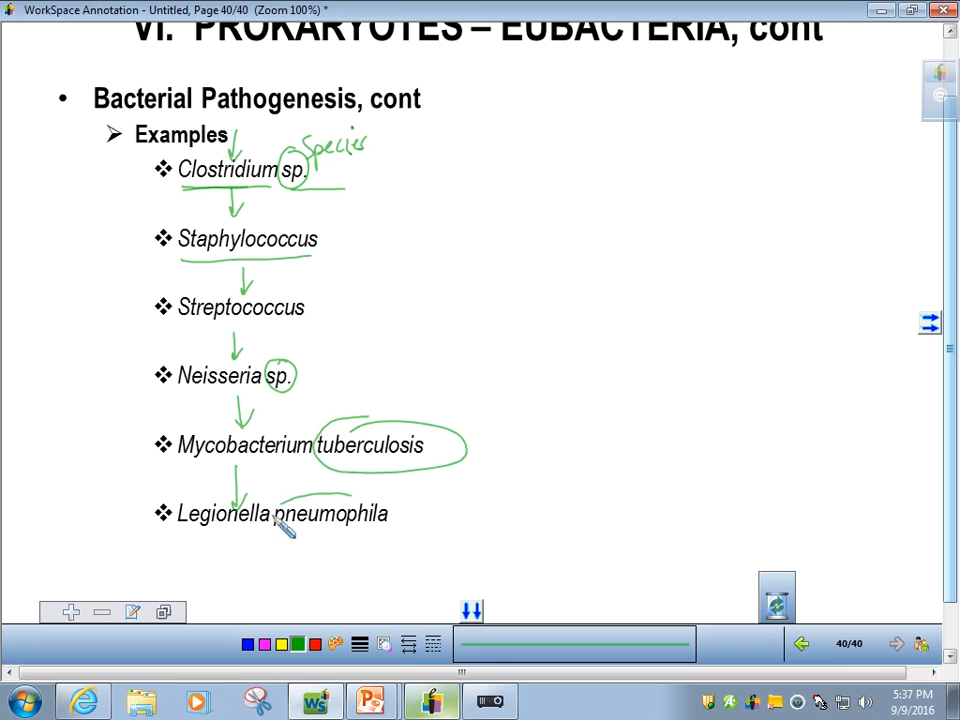 WorkSpace Annotation - Untitled, Page 40/40 (Zoom 100%) *
VI. PROKARYOTES – EUBACTERIA, cont
• Bacterial Pathogenesis, cont
➢ Examples
Species
❖ Clostridium sp.
❖ Staphylococcus
❖ Streptococcus
❖ Neisseria sp.
❖ Mycobacterium tuberculosis
❖ Legionella pneumophila
40/40
5:37 PM
9/9/2016